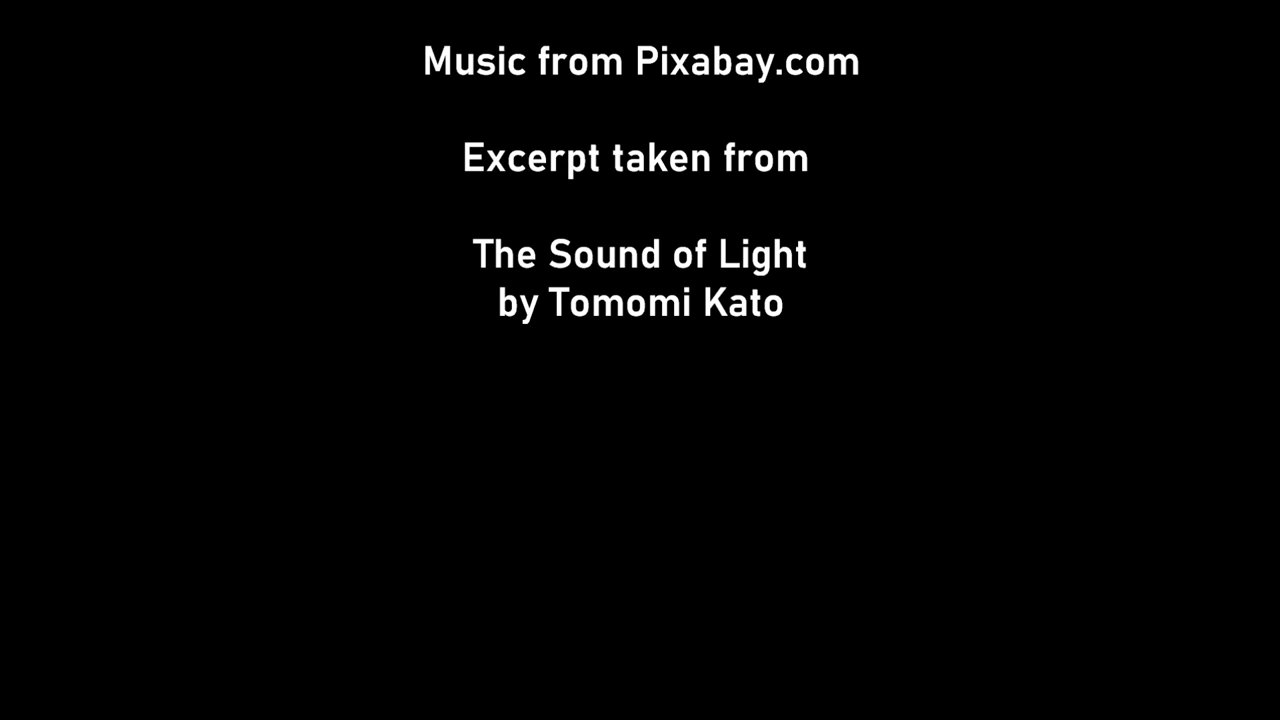 Music from Pixabay.com
Excerpt taken from
The Sound of Light
by Tomomi Kato